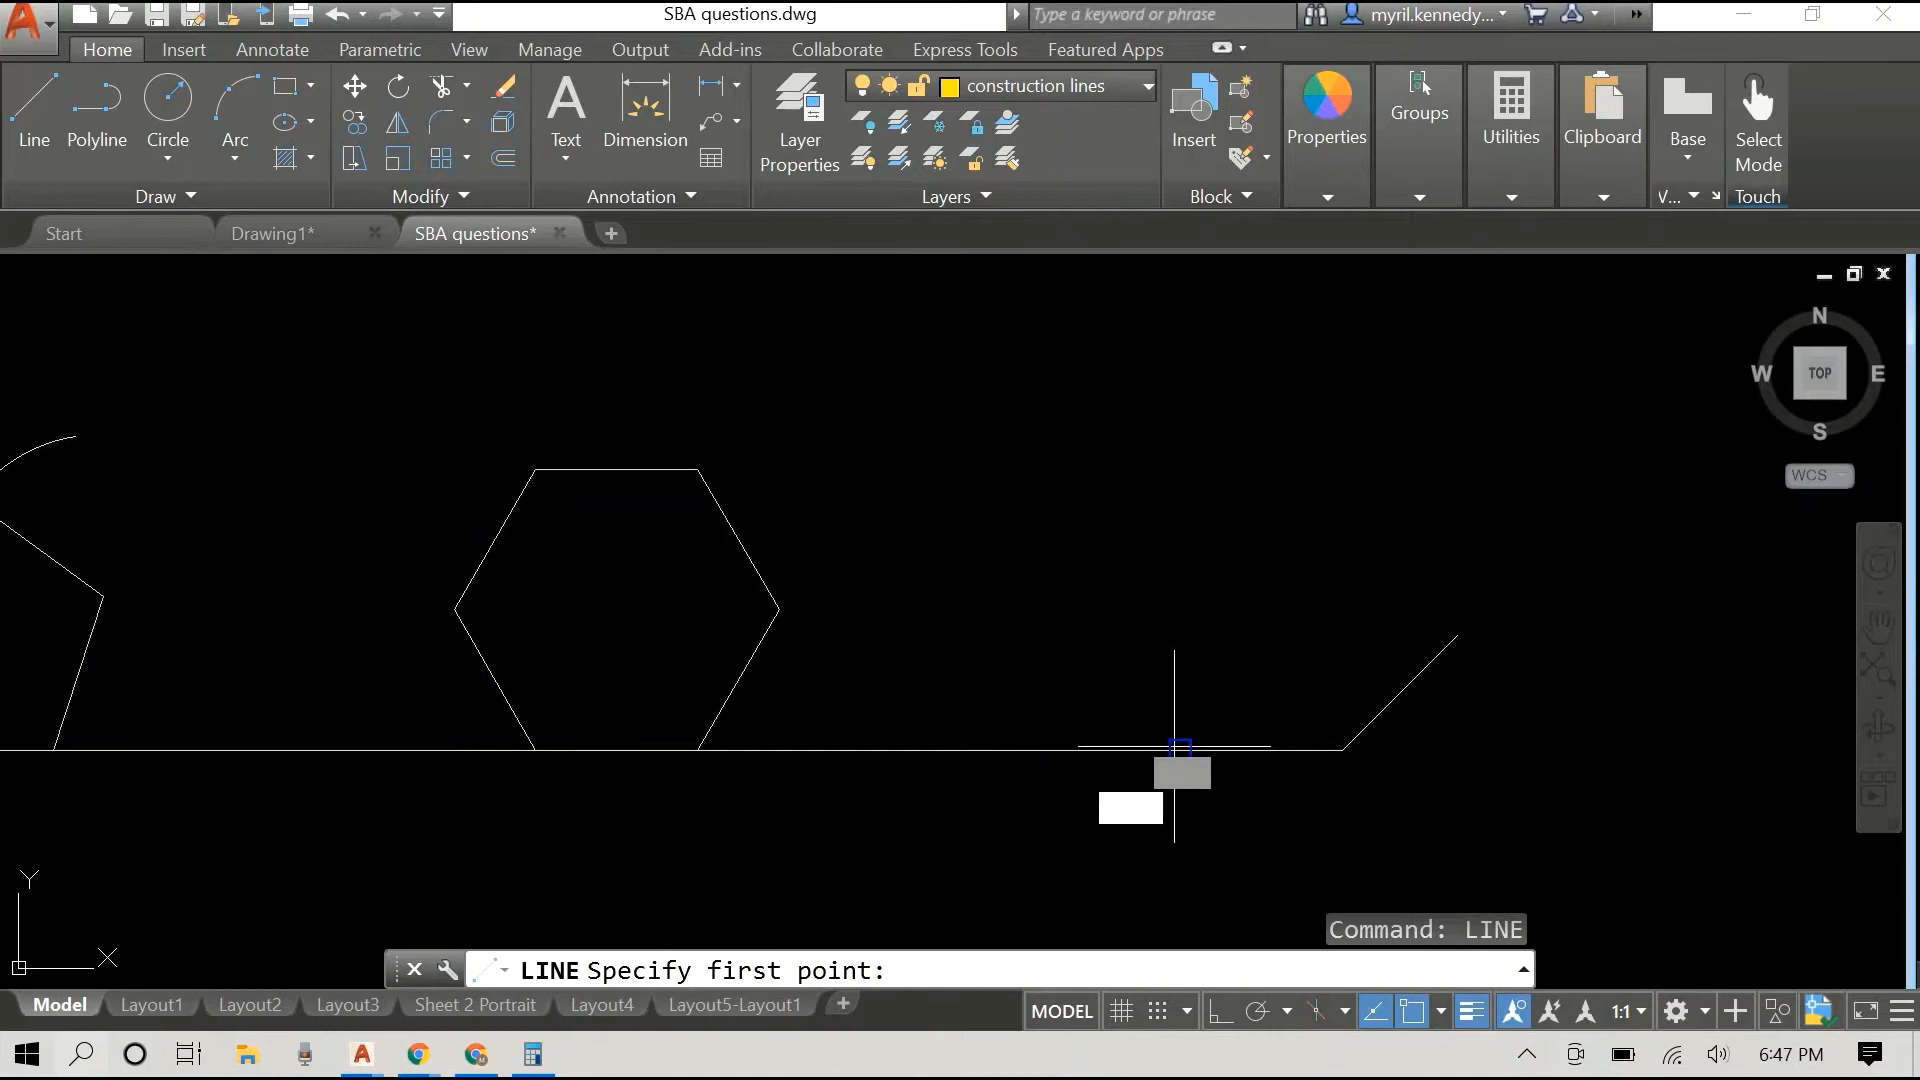 SBA questions.dwg
Type a keyword or phrase
myril.kennedy...
Home Insert Annotate Parametric View Manage Output Add-ins Collaborate Express Tools Featured Apps
Line Polyline Circle Arc
Text Dimension
Layer Properties
construction lines
Insert
Properties
Groups
Utilities
Clipboard
Base
Select Mode
Draw
Modify
Annotation
Layers
Block
V...
Touch
Start Drawing1* SBA questions*
N
W TOP E
S
WCS
Y
X
Command: LINE
LINE Specify first point:
Model Layout1 Layout2 Layout3 Sheet 2 Portrait Layout4 Layout5-Layout1
MODEL
1:1
6:47 PM